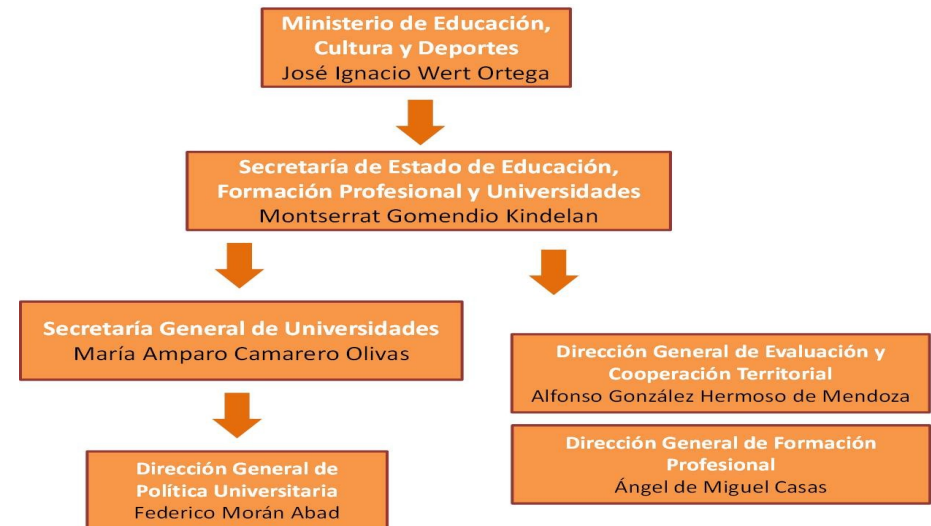 Ministerio de Educación,
Cultura y Deportes
José Ignacio Wert Ortega
Secretaría de Estado de Educación,
Formación Profesional y Universidades
Montserrat Gomendio Kindelan
Secretaría General de Universidades
María Amparo Camarero Olivas
Dirección General de
Política Universitaria
Federico Morán Abad
Dirección General de Evaluación y
Cooperación Territorial
Alfonso González Hermoso de Mendoza
Dirección General de Formación
Profesional
Ángel de Miguel Casas